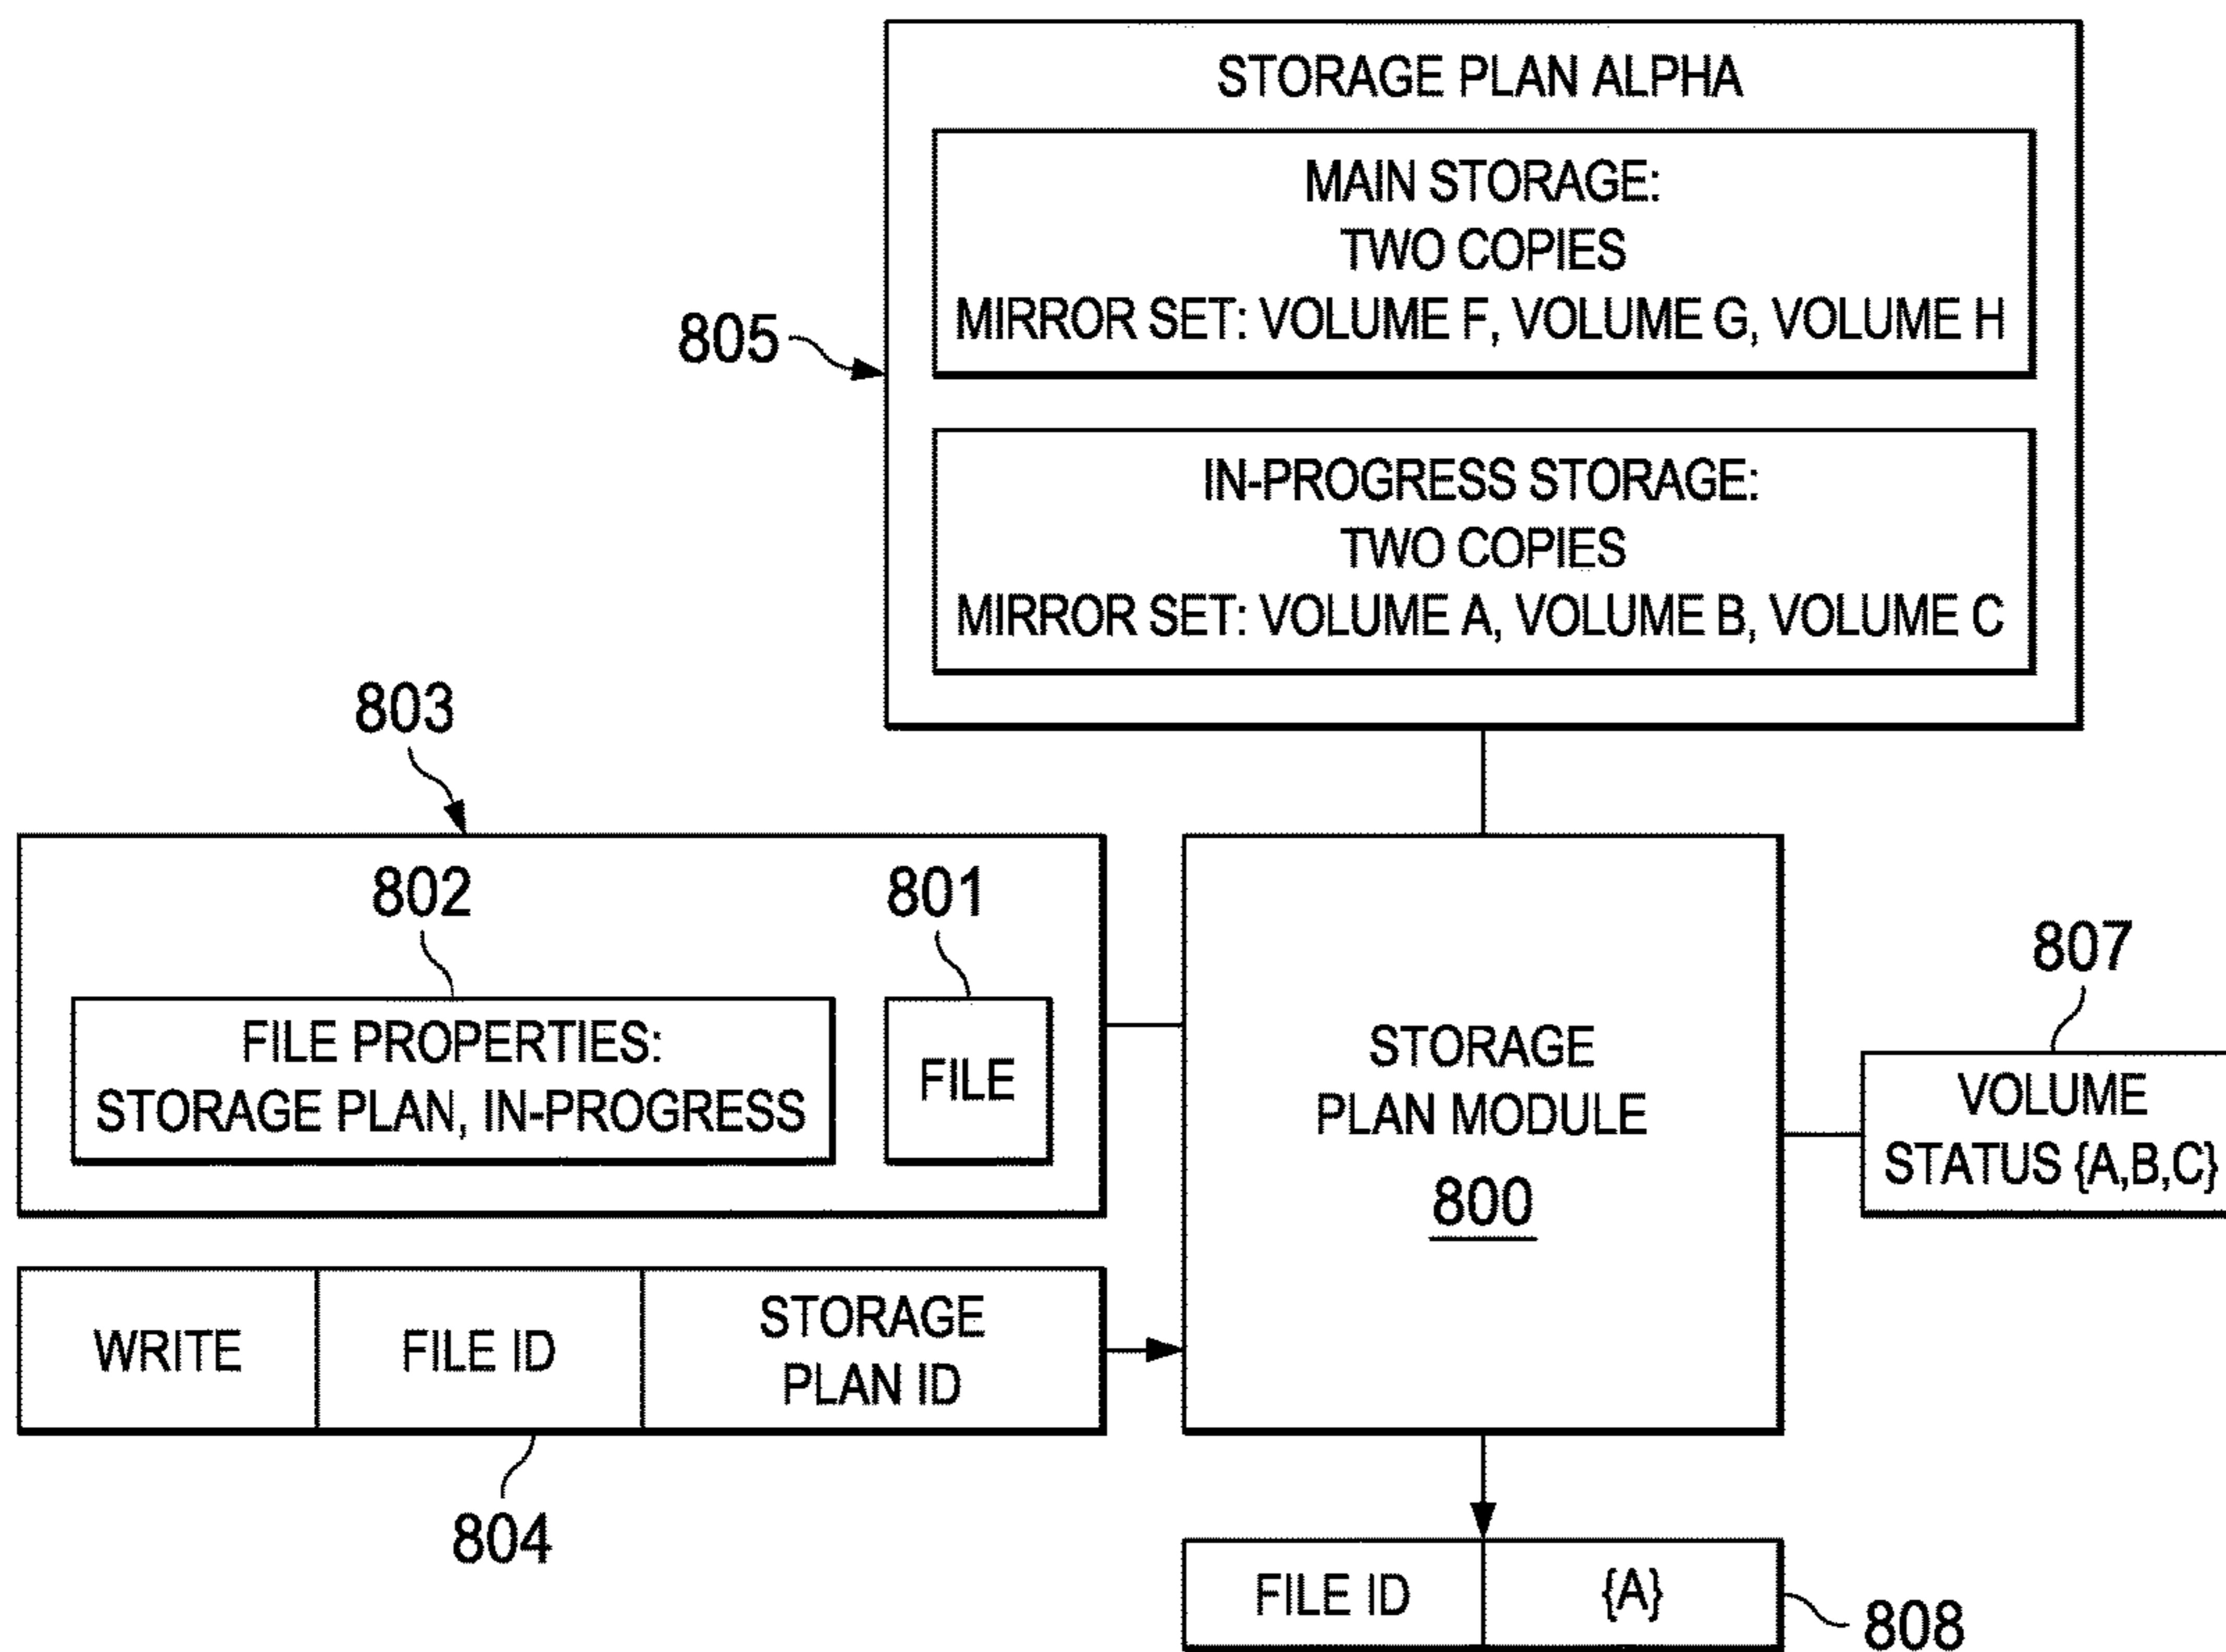 STORAGE PLAN ALPHA
MAIN STORAGE:
TWO COPIES
MIRROR SET: VOLUME F, VOLUME G, VOLUME H
805
IN-PROGRESS STORAGE:
TWO COPIES
MIRROR SET: VOLUME A, VOLUME B, VOLUME C
803
802
801
FILE PROPERTIES:
STORAGE PLAN, IN-PROGRESS
FILE
STORAGE
PLAN MODULE
800
807
VOLUME
STATUS {A,B,C}
WRITE
FILE ID
STORAGE
PLAN ID
804
FILE ID
{A}
808